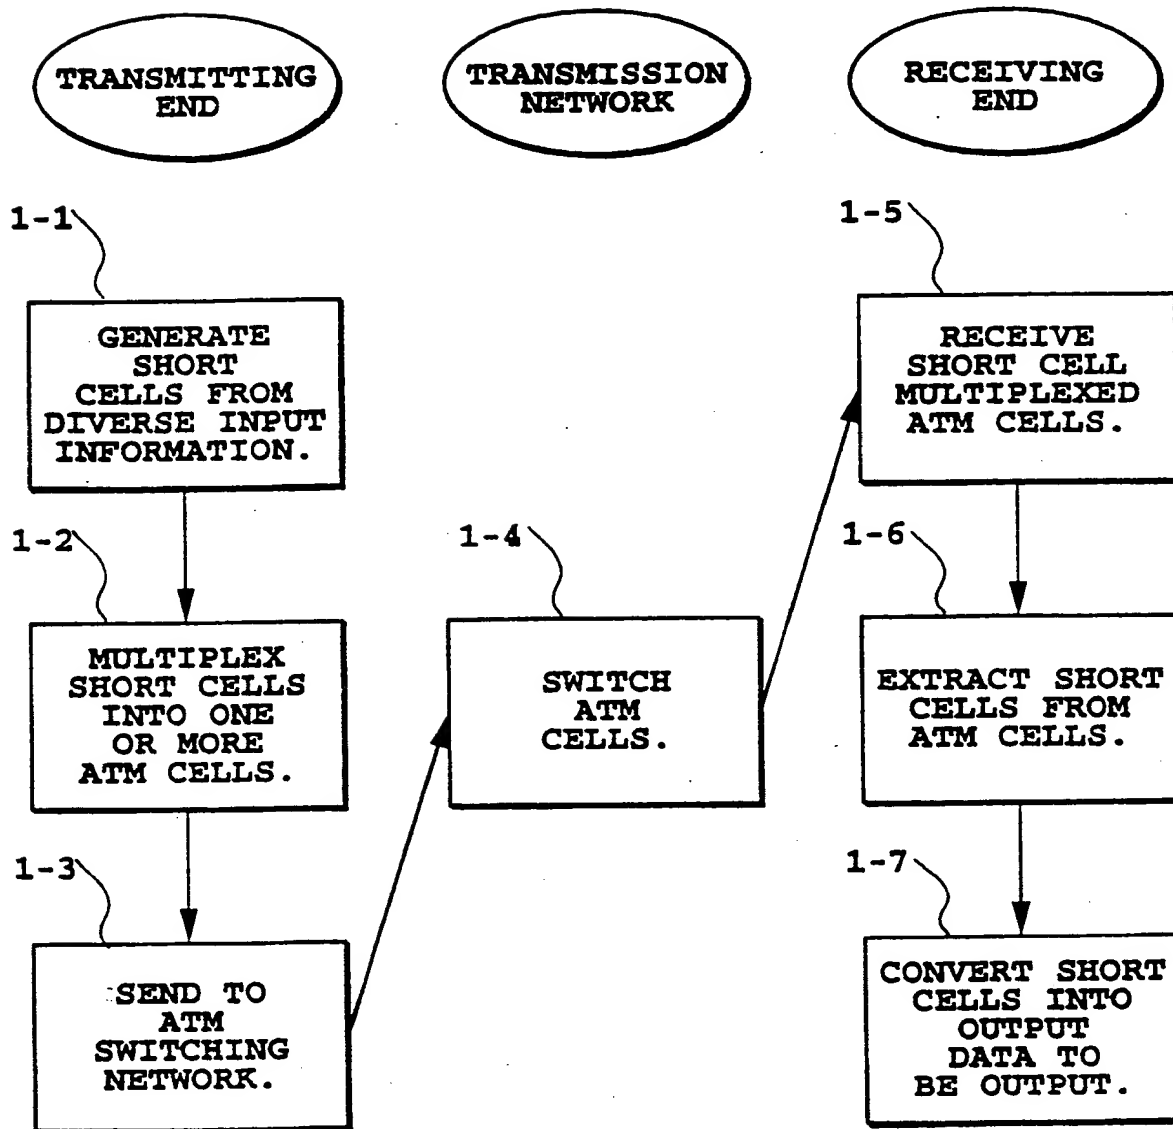 TRANSMITTING
END
TRANSMISSION
NETWORK
RECEIVING
END
1-1
GENERATE
SHORT
CELLS FROM
DIVERSE INPUT
INFORMATION.
1-2
MULTIPLEX
SHORT CELLS
INTO ONE
OR MORE
ATM CELLS.
1-3
SEND TO
ATM
SWITCHING
NETWORK.
1-4
SWITCH
ATM
CELLS.
1-5
RECEIVE
SHORT CELL
MULTIPLEXED
ATM CELLS.
1-6
EXTRACT SHORT
CELLS FROM
ATM CELLS.
1-7
CONVERT SHORT
CELLS INTO
OUTPUT
DATA TO
BE OUTPUT.